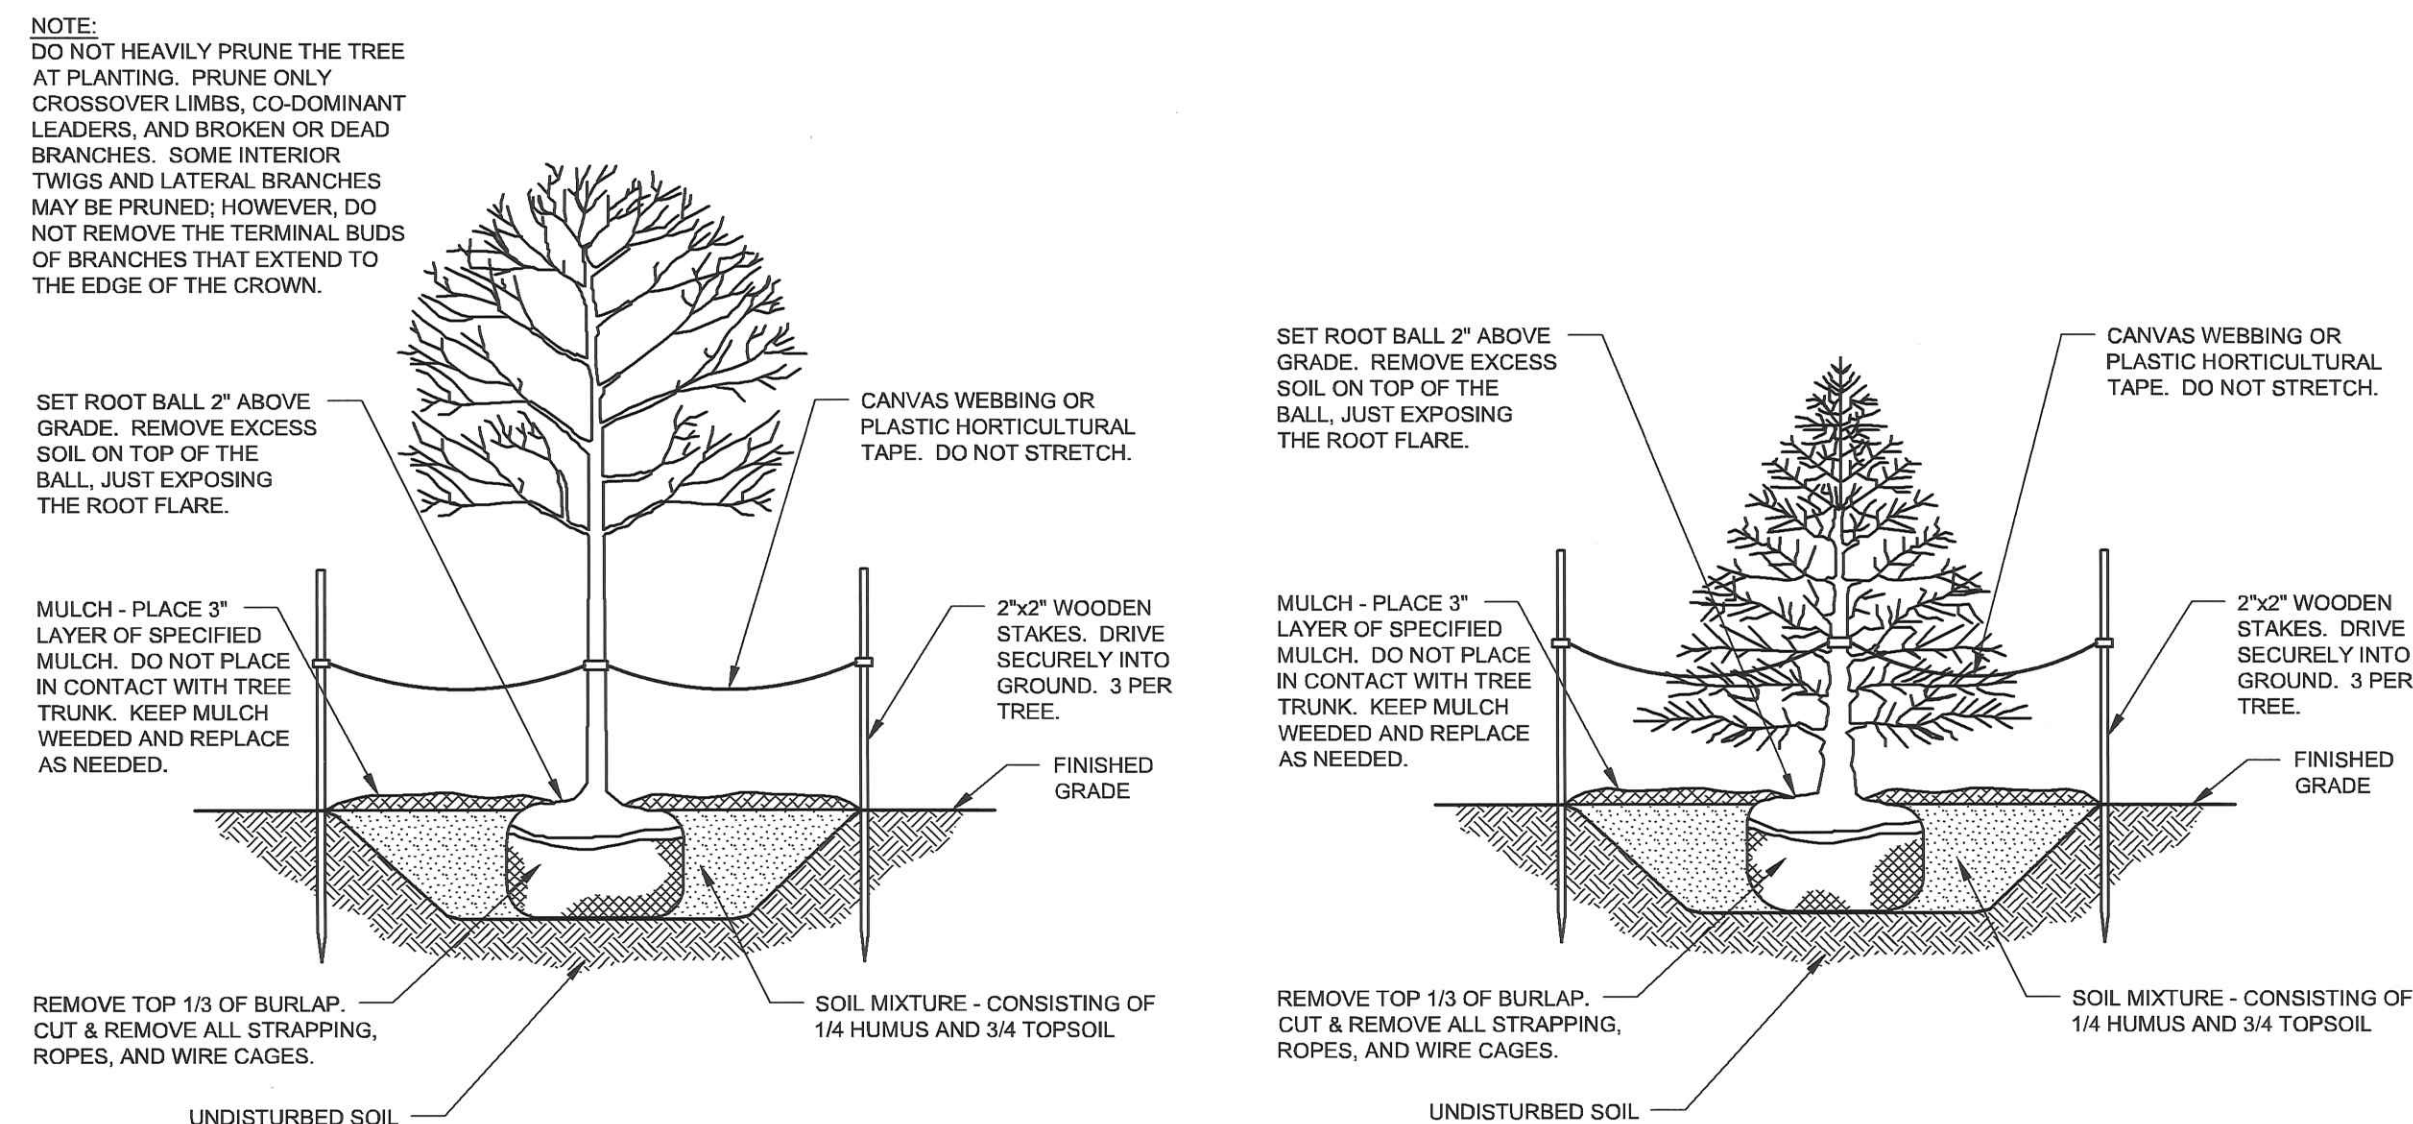 NOTE:
DO NOT HEAVILY PRUNE THE TREE
AT PLANTING. PRUNE ONLY
CROSSOVER LIMBS, CO-DOMINANT
LEADERS, AND BROKEN OR DEAD
BRANCHES. SOME INTERIOR
TWIGS AND LATERAL BRANCHES
MAY BE PRUNED; HOWEVER, DO
NOT REMOVE THE TERMINAL BUDS
OF BRANCHES THAT EXTEND TO
THE EDGE OF THE CROWN.
SET ROOT BALL 2" ABOVE
GRADE. REMOVE EXCESS
SOIL ON TOP OF THE
BALL, JUST EXPOSING
THE ROOT FLARE.
MULCH - PLACE 3"
LAYER OF SPECIFIED
MULCH. DO NOT PLACE
IN CONTACT WITH TREE
TRUNK. KEEP MULCH
WEEDED AND REPLACE
AS NEEDED.
REMOVE TOP 1/3 OF BURLAP.
CUT & REMOVE ALL STRAPPING,
ROPES, AND WIRE CAGES.
UNDISTURBED SOIL
CANVAS WEBBING OR
PLASTIC HORTICULTURAL
TAPE. DO NOT STRETCH.
2"x2" WOODEN
STAKES. DRIVE
SECURELY INTO
GROUND. 3 PER
TREE.
FINISHED
GRADE
SOIL MIXTURE - CONSISTING OF
1/4 HUMUS AND 3/4 TOPSOIL
SET ROOT BALL 2" ABOVE
GRADE. REMOVE EXCESS
SOIL ON TOP OF THE
BALL, JUST EXPOSING
THE ROOT FLARE.
MULCH - PLACE 3"
LAYER OF SPECIFIED
MULCH. DO NOT PLACE
IN CONTACT WITH TREE
TRUNK. KEEP MULCH
WEEDED AND REPLACE
AS NEEDED.
REMOVE TOP 1/3 OF BURLAP.
CUT & REMOVE ALL STRAPPING,
ROPES, AND WIRE CAGES.
UNDISTURBED SOIL
CANVAS WEBBING OR
PLASTIC HORTICULTURAL
TAPE. DO NOT STRETCH.
2"x2" WOODEN
STAKES. DRIVE
SECURELY INTO
GROUND. 3 PER
TREE.
FINISHED
GRADE
SOIL MIXTURE - CONSISTING OF
1/4 HUMUS AND 3/4 TOPSOIL